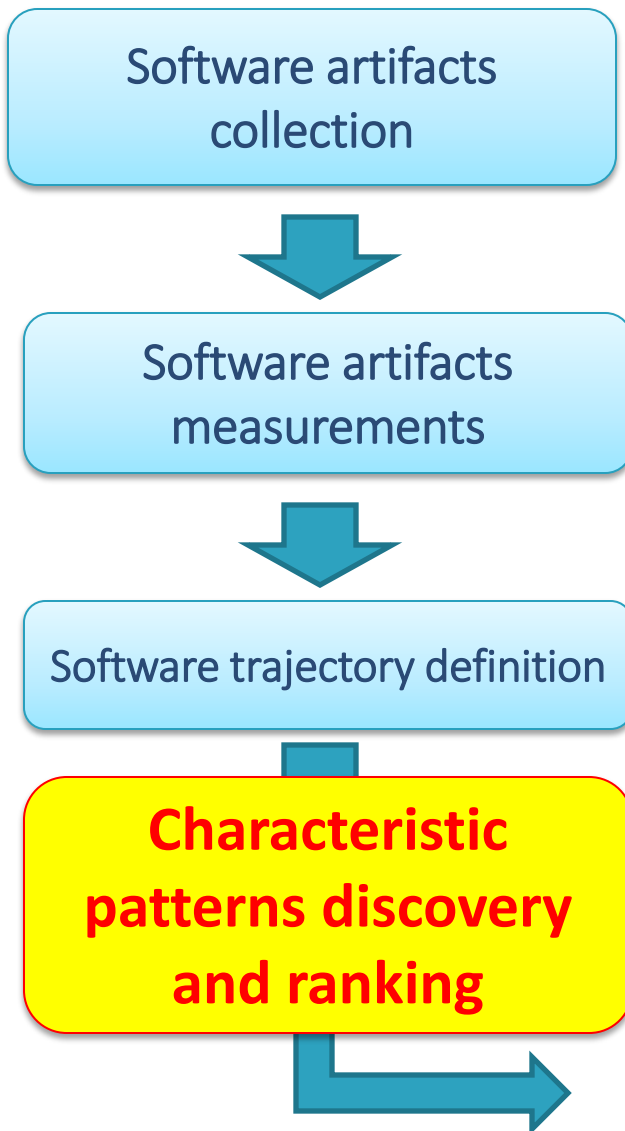 Software artifacts
collection
Software artifacts
measurements
Software trajectory definition
Characteristic
patterns discovery
and ranking